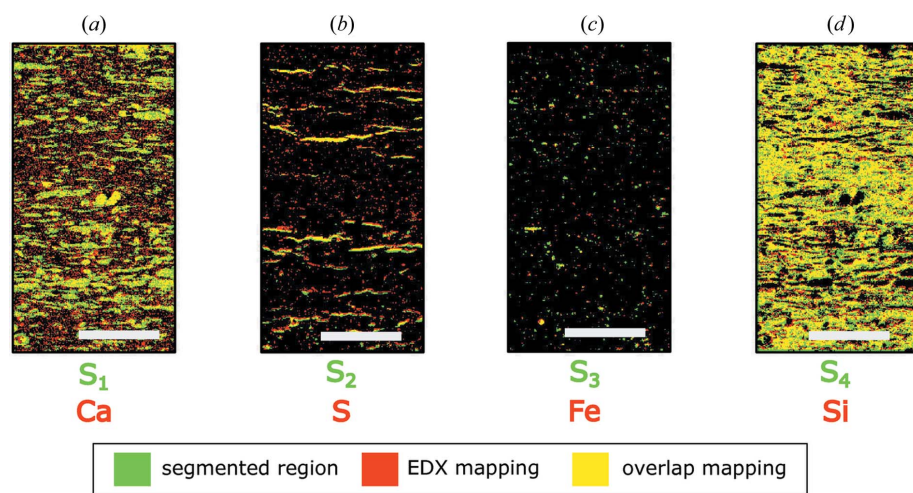 (a) (b) (c) (d)
S₁ S₂ S₃ S₄
Ca S Fe Si
segmented region EDX mapping overlap mapping